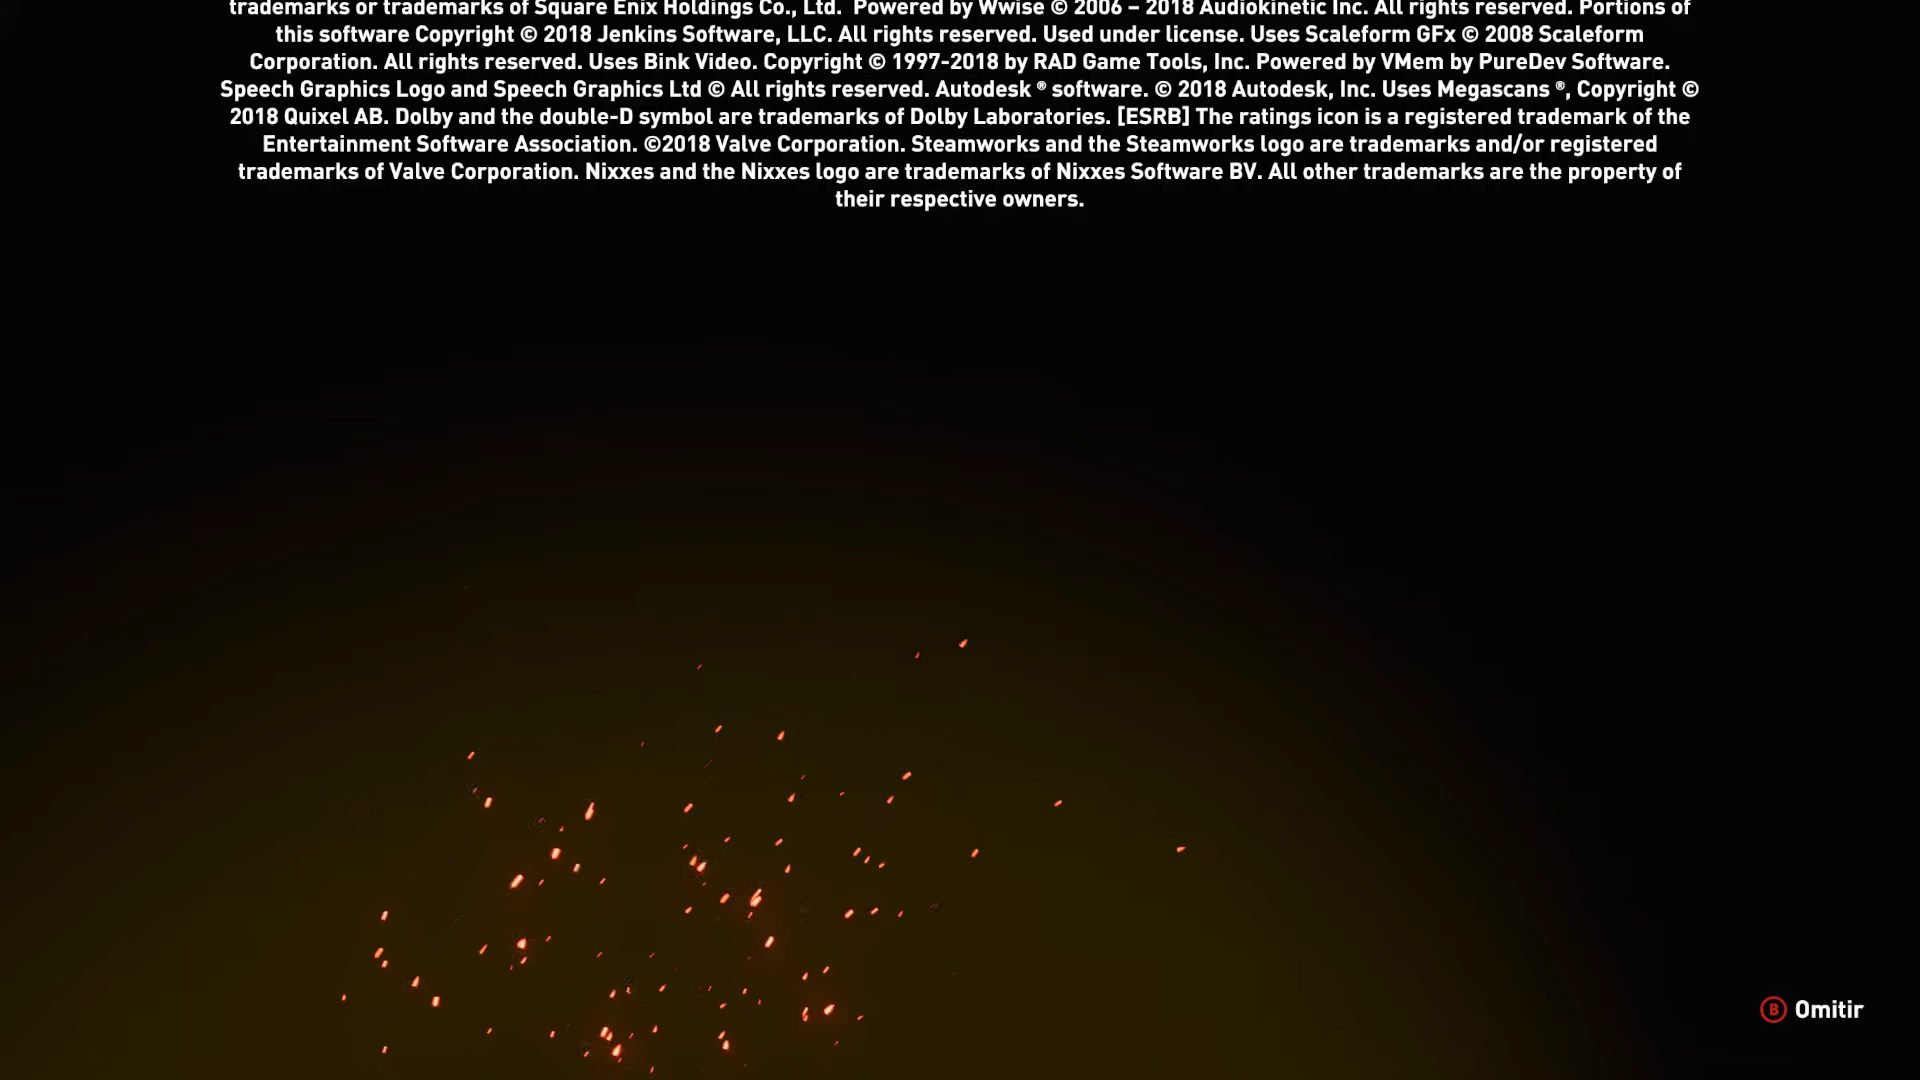 trademarks or trademarks of Square Enix Holdings Co., Ltd.  Powered by Wwise © 2006 – 2018 Audiokinetic Inc. All rights reserved. Portions of
this software Copyright © 2018 Jenkins Software, LLC. All rights reserved. Used under license. Uses Scaleform GFx © 2008 Scaleform
Corporation. All rights reserved. Uses Bink Video. Copyright © 1997-2018 by RAD Game Tools, Inc. Powered by VMem by PureDev Software.
Speech Graphics Logo and Speech Graphics Ltd © All rights reserved. Autodesk ® software. © 2018 Autodesk, Inc. Uses Megascans ®, Copyright ©
2018 Quixel AB. Dolby and the double-D symbol are trademarks of Dolby Laboratories. [ESRB] The ratings icon is a registered trademark of the
Entertainment Software Association. ©2018 Valve Corporation. Steamworks and the Steamworks logo are trademarks and/or registered
trademarks of Valve Corporation. Nixxes and the Nixxes logo are trademarks of Nixxes Software BV. All other trademarks are the property of
their respective owners.
B Omitir